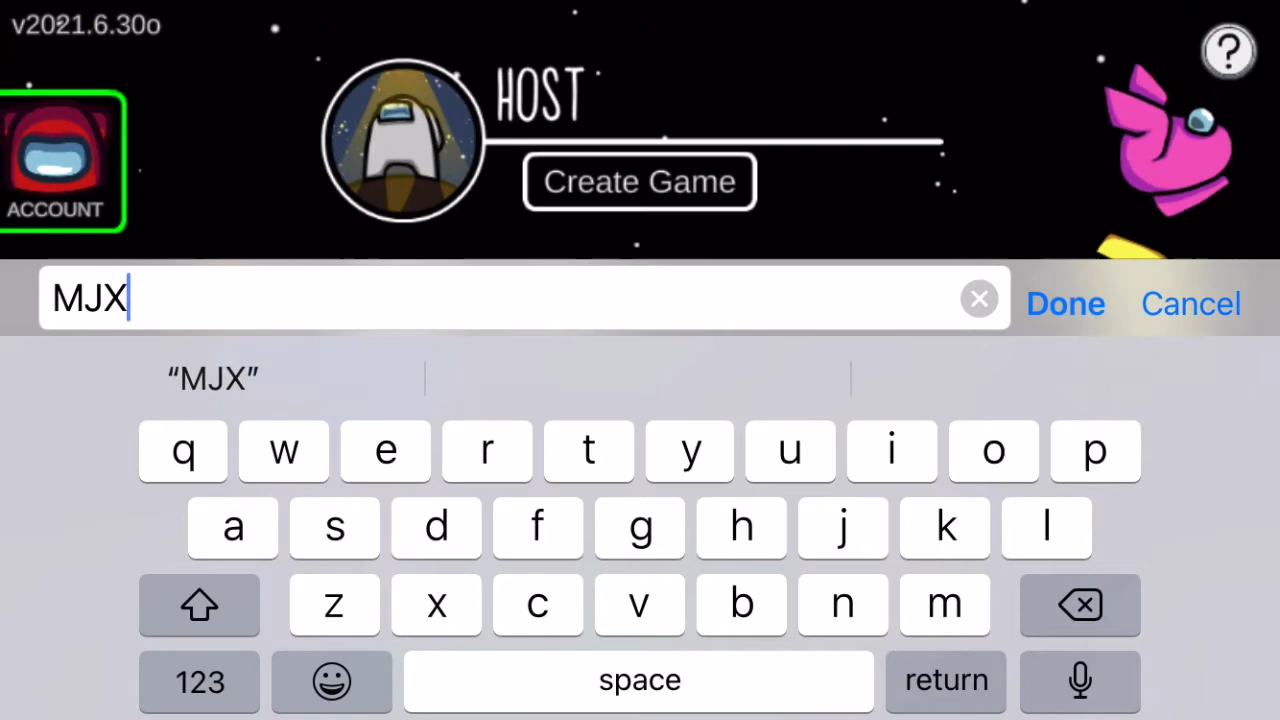 v2021.6.30o
?
HOST
Create Game
ACCOUNT
MJX
Done Cancel
“MJX”
q w e r t y u i o p
a s d f g h j k l
z x c v b n m
123 space return